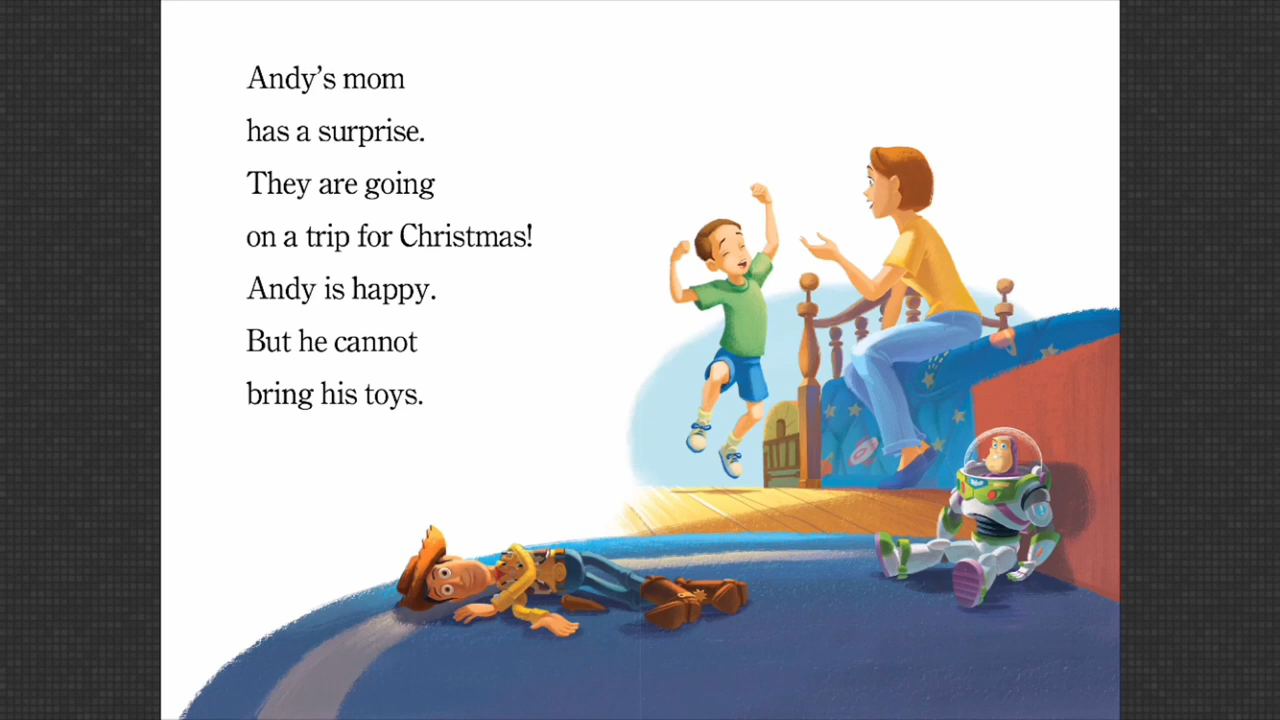 Andy’s mom
has a surprise.
They are going
on a trip for Christmas!
Andy is happy.
But he cannot
bring his toys.